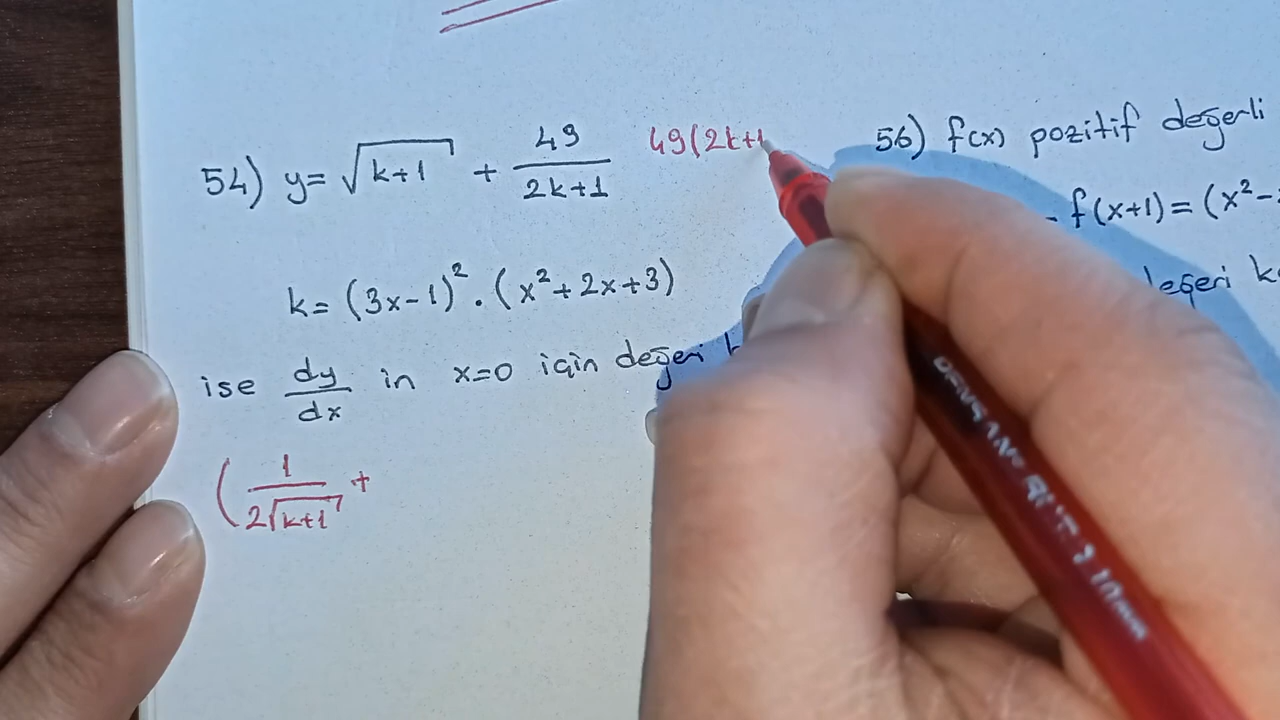 54) y= √(k+1) + 49/(2k+1)
49(2k+1
k= (3x-1)². (x²+2x+3)
ise dy/dx in x=0 için değeri
( 1/(2√(k+1)) +
56) f(x) pozitif değerli
f(x+1)= (x²-